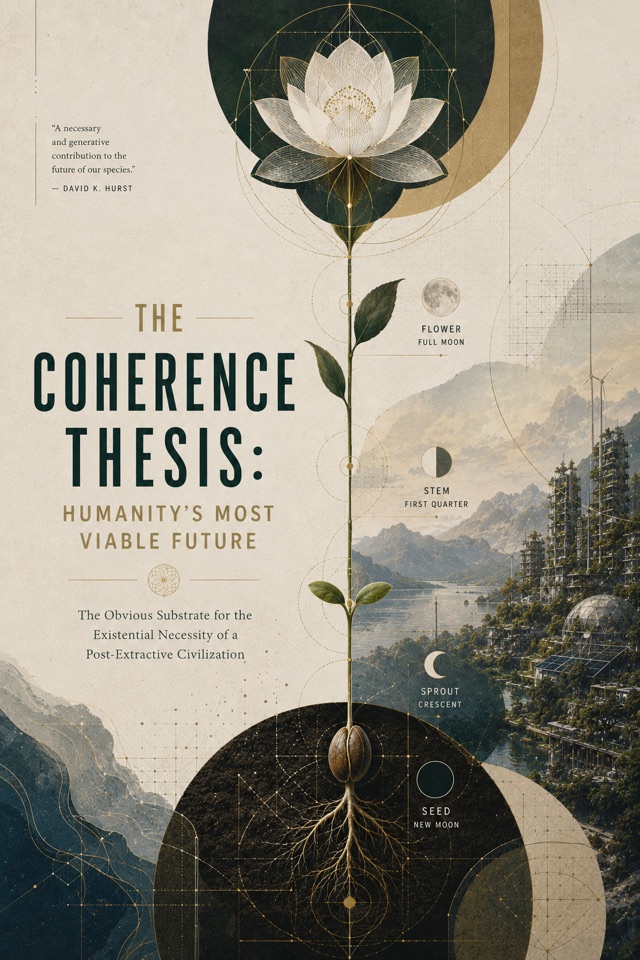 “A necessary
and generative
contribution to the
future of our species.”
— DAVID K. HURST
THE
COHERENCE
THESIS:
HUMANITY’S MOST
VIABLE FUTURE
The Obvious Substrate for the
Existential Necessity of a
Post-Extractive Civilization
FLOWER
FULL MOON
STEM
FIRST QUARTER
SPROUT
CRESCENT
SEED
NEW MOON